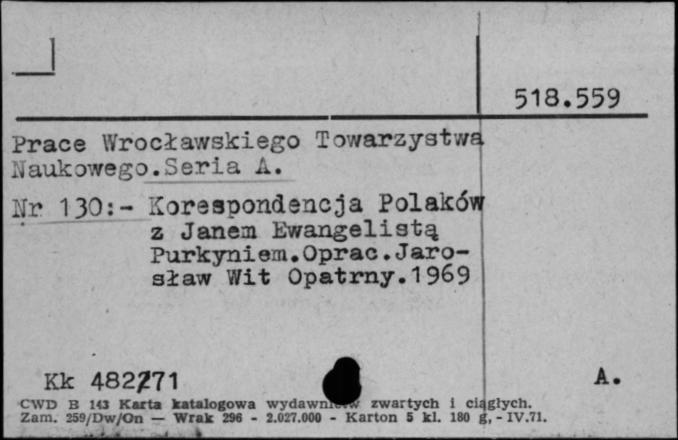 518.559
Prace Wrocławskiego Towarzystwa
Naukowego.Seria A.
Nr 130:- Korespondencja Polaków
z Janem Ewangelistą
Purkyniem.Oprac.Jaro-
sław Wit Opatrny.1969
Kk 482/71
A.
CWD B 143 Karta katalogowa wydawnictw zwartych i ciągłych.
Zam. 259/Dw/On — Wrak 296 - 2.027.000 - Karton 5 kl. 180 g, - IV.71.